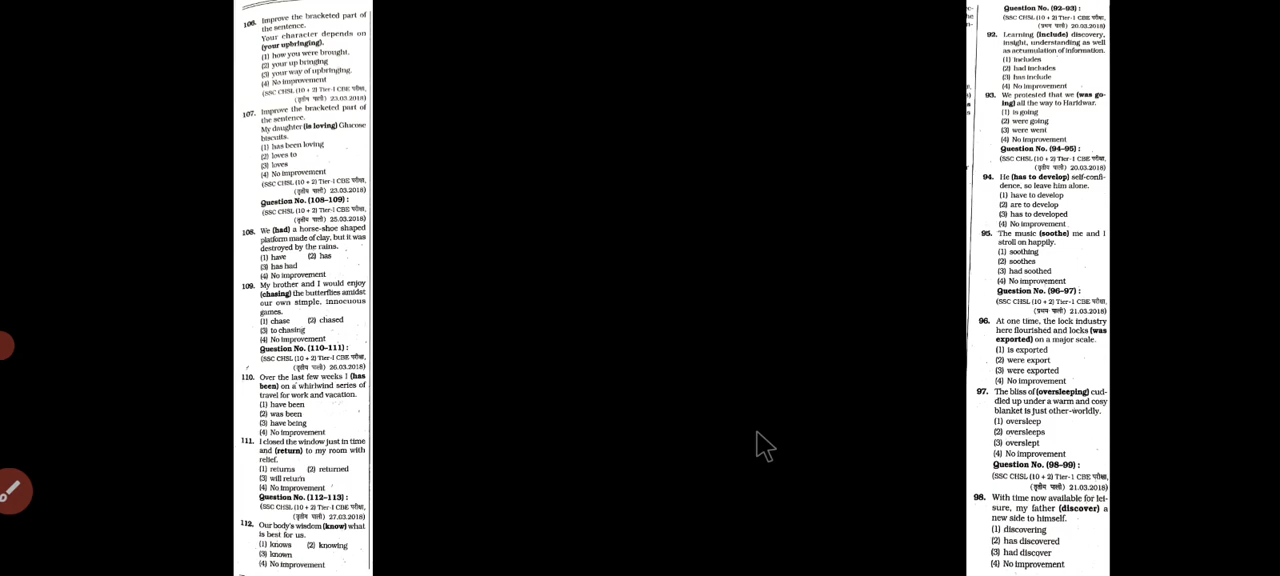 106. Improve the bracketed part of
the sentence.
Your character depends on
(your upbringing).
(1) how you were brought.
(2) your up bringing
(3) your way of upbringing.
(4) No improvement
(SSC CHSL (10 + 2) Tier-I CBE परीक्षा,
(तृतीय पाली) 23.03.2018)
107. Improve the bracketed part of
the sentence.
My daughter (is loving) Glucose
biscuits.
(1) has been loving
(2) loves to
(3) loves
(4) No improvement
(SSC CHSL (10 + 2) Tier-I CBE परीक्षा,
(तृतीय पाली) 23.03.2018)
Question No. (108-109) :
(SSC CHSL (10 + 2) Tier-I CBE परीक्षा,
(तृतीय पाली) 25.03.2018)
108. We (had) a horse-shoe shaped
platform made of clay, but it was
destroyed by the rains.
(1) have (2) has
(3) has had
(4) No improvement
109. My brother and I would enjoy
(chasing) the butterflies amidst
our own simple, innocuous
games.
(1) chase (2) chased
(3) to chasing
(4) No improvement
Question No. (110-111) :
(SSC CHSL (10 + 2) Tier-I CBE परीक्षा,
(तृतीय पाली) 26.03.2018)
110. Over the last few weeks I (has
been) on a whirlwind series of
travel for work and vacation.
(1) have been
(2) was been
(3) have being
(4) No improvement
111. I closed the window just in time
and (return) to my room with
relief.
(1) returns (2) returned
(3) will return
(4) No improvement
Question No. (112-113) :
(SSC CHSL (10 + 2) Tier-I CBE परीक्षा,
(तृतीय पाली) 27.03.2018)
112. Our body's wisdom (know) what
is best for us.
(1) knows (2) knowing
(3) known
(4) No improvement
Question No. (92-93) :
(SSC CHSL (10 + 2) Tier-1 CBE परीक्षा,
(प्रथम पाली) 20.03.2018)
92. Learning (include) discovery,
insight, understanding as well
as accumulation of information.
(1) includes
(2) had includes
(3) has include
(4) No improvement
93. We protested that we (was go-
ing) all the way to Haridwar.
(1) is going
(2) were going
(3) were went
(4) No improvement
Question No. (94-95) :
(SSC CHSL (10 + 2) Tier-I CBE परीक्षा,
(तृतीय पाली) 20.03.2018)
94. He (has to develop) self-confi-
dence, so leave him alone.
(1) have to develop
(2) are to develop
(3) has to developed
(4) No improvement
95. The music (soothe) me and I
stroll on happily.
(1) soothing
(2) soothes
(3) had soothed
(4) No improvement
Question No. (96-97) :
(SSC CHSL (10 + 2) Tier-I CBE परीक्षा,
(प्रथम पाली) 21.03.2018)
96. At one time, the lock industry
here flourished and locks (was
exported) on a major scale.
(1) is exported
(2) were export
(3) were exported
(4) No improvement
97. The bliss of (oversleeping) cud-
dled up under a warm and cosy
blanket is just other-worldly.
(1) oversleep
(2) oversleeps
(3) overslept
(4) No improvement
Question No. (98-99) :
(SSC CHSL (10 + 2) Tier-I CBE परीक्षा,
(तृतीय पाली) 21.03.2018)
98. With time now available for lei-
sure, my father (discover) a
new side to himself.
(1) discovering
(2) has discovered
(3) had discover
(4) No improvement